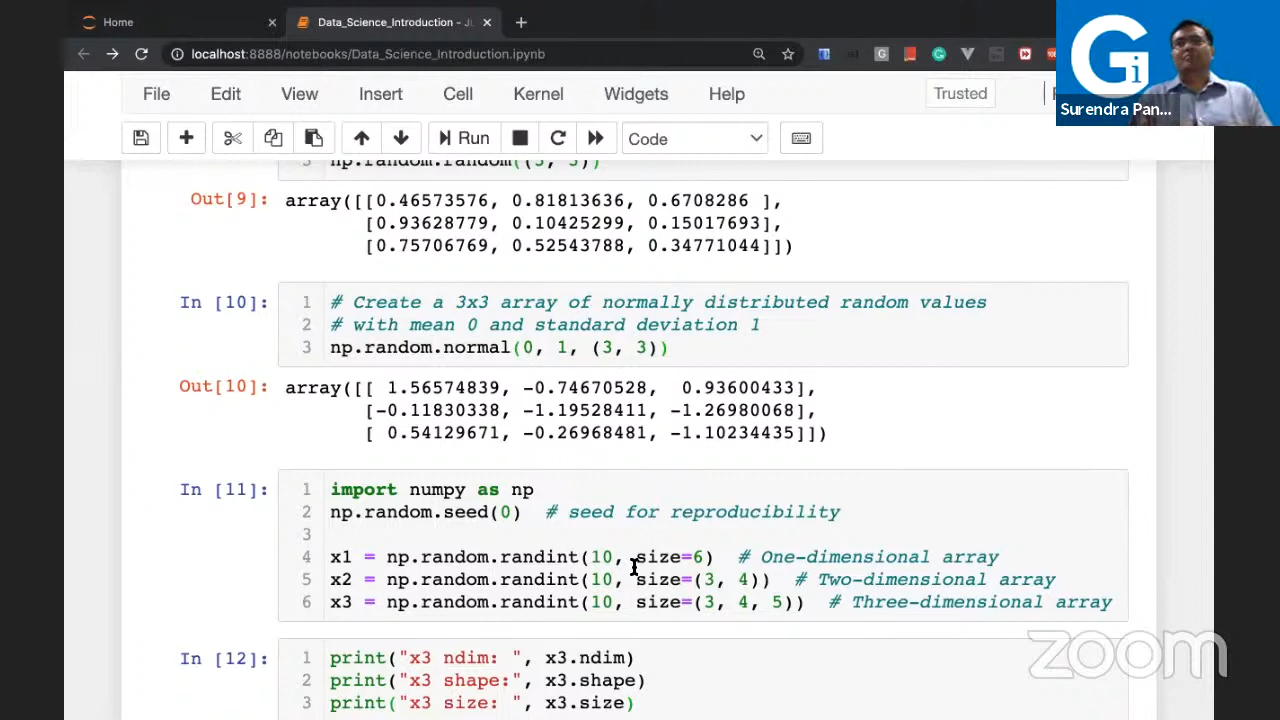 Home
Data_Science_Introduction - Ju
localhost:8888/notebooks/Data_Science_Introduction.ipynb
Gi
Surendra Pan...
File Edit View Insert Cell Kernel Widgets Help Trusted
Run Code
3 np.random.random((3, 3))
Out[9]: array([[0.46573576, 0.81813636, 0.6708286 ],
[0.93628779, 0.10425299, 0.15017693],
[0.75706769, 0.52543788, 0.34771044]])
In [10]: 1 # Create a 3x3 array of normally distributed random values
2 # with mean 0 and standard deviation 1
3 np.random.normal(0, 1, (3, 3))
Out[10]: array([[ 1.56574839, -0.74670528, 0.93600433],
[-0.11830338, -1.19528411, -1.26980068],
[ 0.54129671, -0.26968481, -1.10234435]])
In [11]: 1 import numpy as np
2 np.random.seed(0) # seed for reproducibility
3
4 x1 = np.random.randint(10, size=6) # One-dimensional array
5 x2 = np.random.randint(10, size=(3, 4)) # Two-dimensional array
6 x3 = np.random.randint(10, size=(3, 4, 5)) # Three-dimensional array
In [12]: 1 print("x3 ndim: ", x3.ndim)
2 print("x3 shape:", x3.shape)
3 print("x3 size: ", x3.size)
zoom